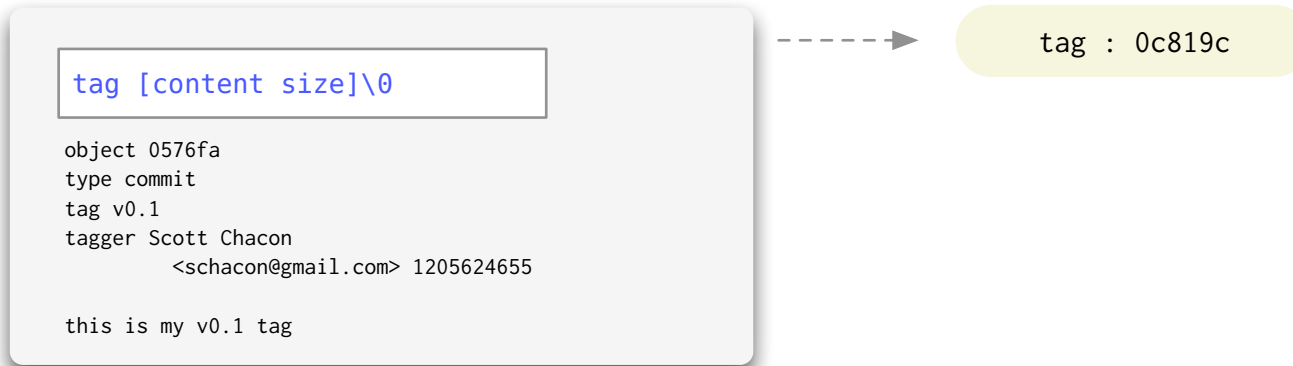 tag [content size]\0
object 0576fa
type commit
tag v0.1
tagger Scott Chacon
<schacon@gmail.com> 1205624655
this is my v0.1 tag
tag : 0c819c